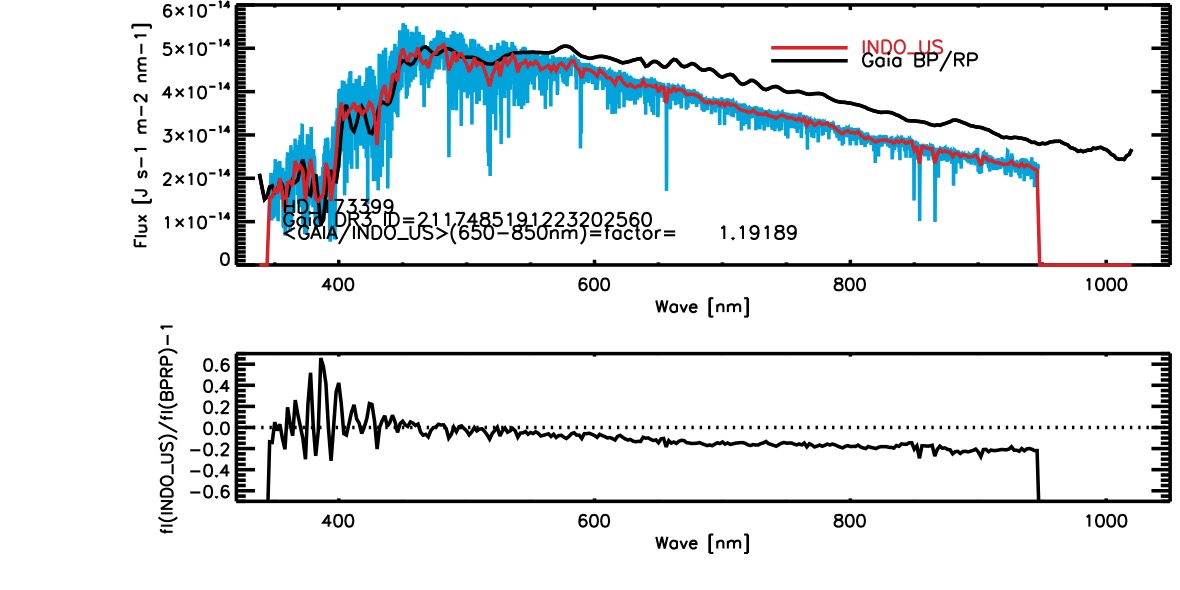 6×10⁻¹⁴
5×10⁻¹⁴
4×10⁻¹⁴
3×10⁻¹⁴
2×10⁻¹⁴
1×10⁻¹⁴
0
Flux [J s-1 m-2 nm-1]
INDO_US
Gaia BP/RP
HD 173399
Gaia DR3 ID=2117485191223202560
<GAIA/INDO_US>(650-850nm)=factor= 1.19189
400 600 800 1000
Wave [nm]
0.6
0.4
0.2
0.0
-0.2
-0.4
-0.6
fl(INDO_US)/fl(BPRP)-1
400 600 800 1000
Wave [nm]